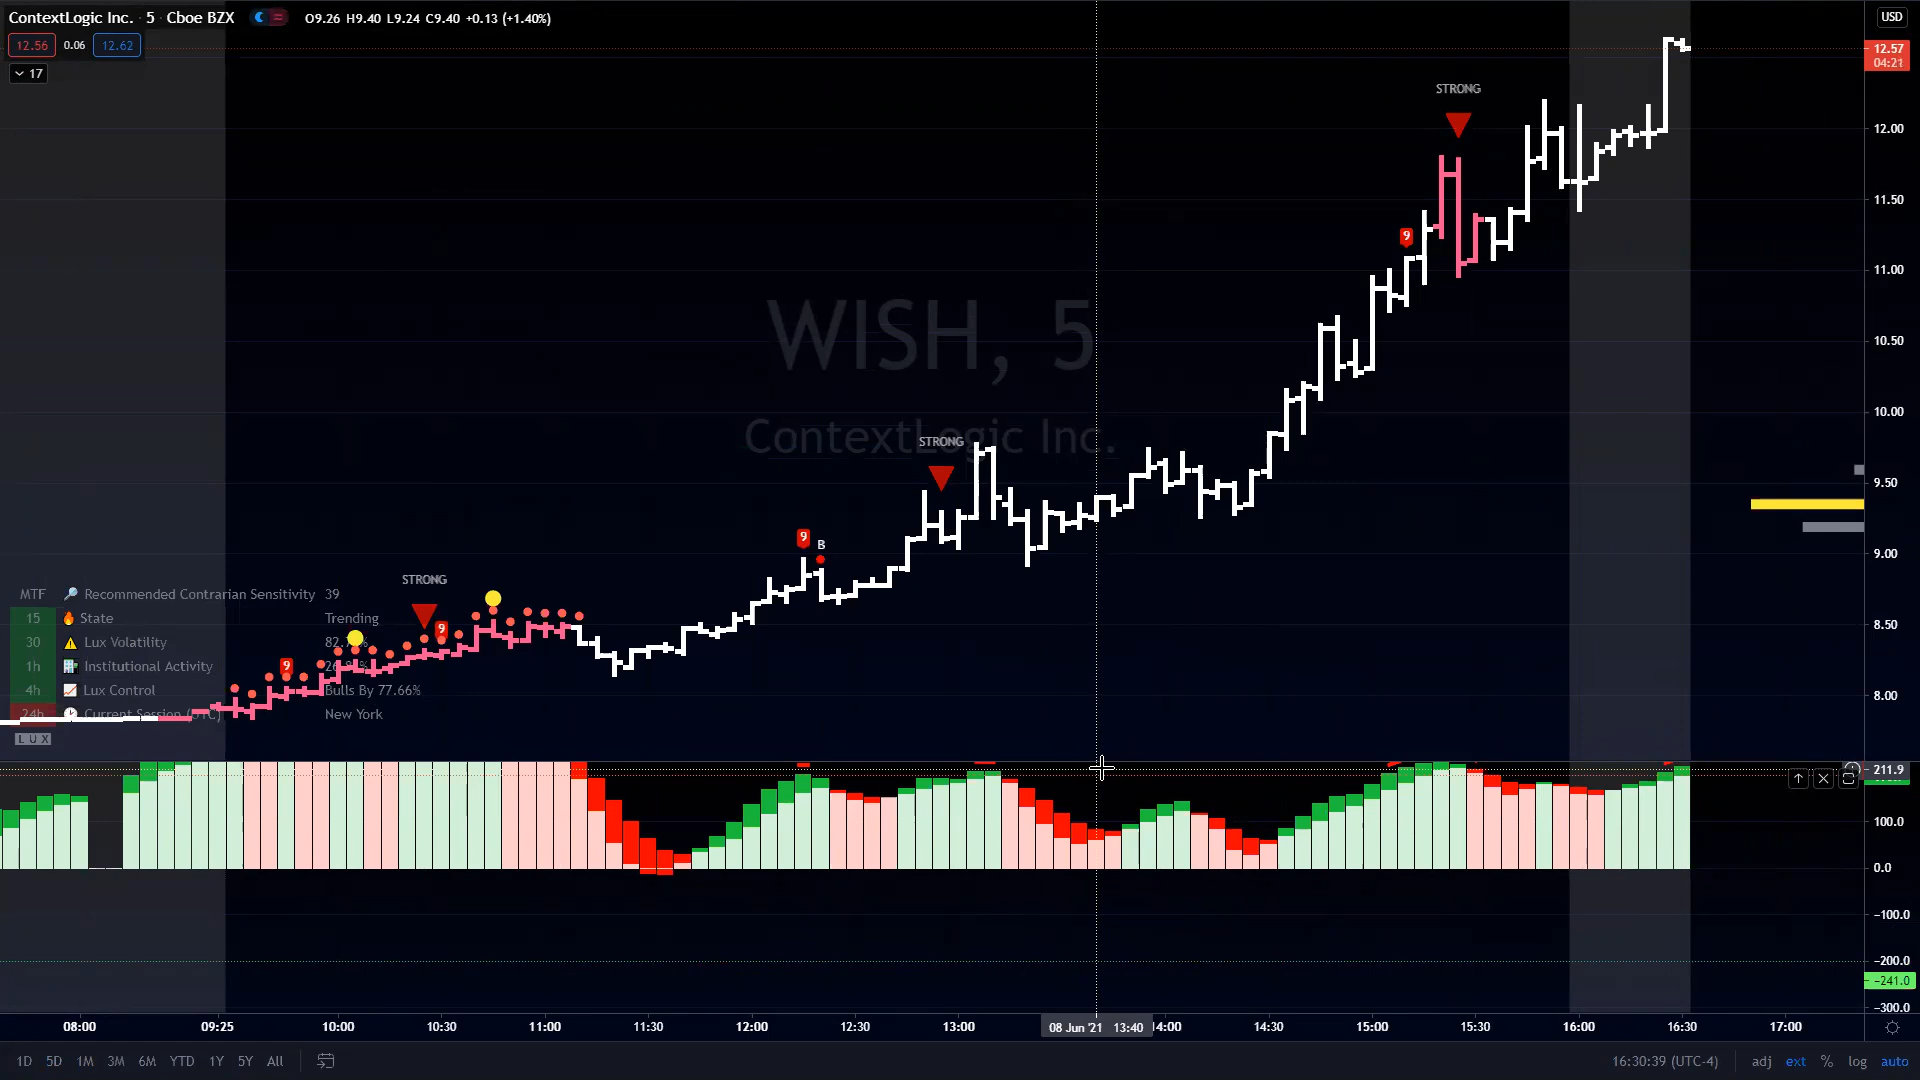 ContextLogic Inc. · 5 · Cboe BZX O9.26 H9.40 L9.24 C9.40 +0.13 (+1.40%)
12.56 0.06 12.62
17
USD
12.57
04:21
12.00
11.50
11.00
10.50
10.00
9.50
9.00
8.50
8.00
STRONG
9
WISH, 5
ContextLogic Inc.
STRONG
9 B
STRONG
9
9
MTF 🔎 Recommended Contrarian Sensitivity 39
15 🔥 State Trending
30 ⚠ Lux Volatility
1h Institutional Activity
4h Lux Control Bulls By 77.66%
24h Current Session (UTC) New York
LUX
211.9
100.0
0.0
−100.0
−200.0
−241.0
−300.0
08:00 09:25 10:00 10:30 11:00 11:30 12:00 12:30 13:00 08 Jun '21 13:40 14:00 14:30 15:00 15:30 16:00 16:30 17:00
1D 5D 1M 3M 6M YTD 1Y 5Y All 16:30:39 (UTC-4) adj ext % log auto